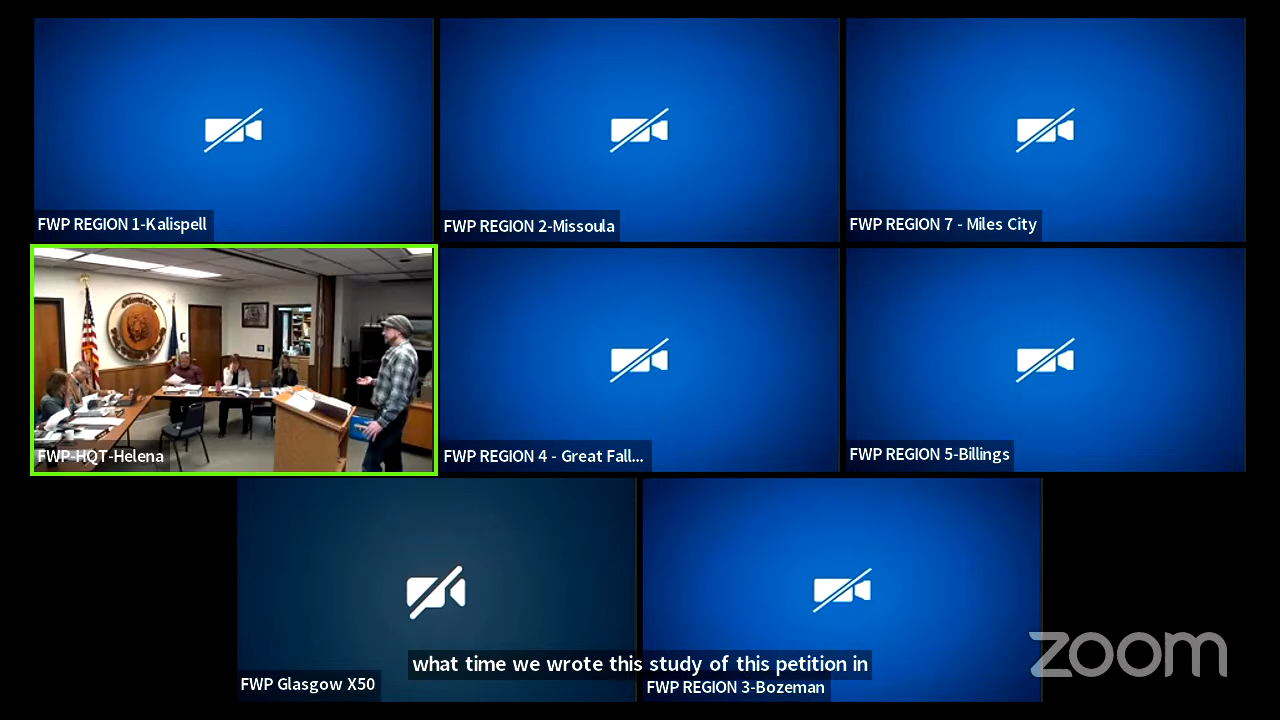 FWP REGION 1-Kalispell
FWP REGION 2-Missoula
FWP REGION 7 - Miles City
FWP-HQT-Helena
FWP REGION 4 - Great Fall...
FWP REGION 5-Billings
what time we wrote this study of this petition in
FWP Glasgow X50
FWP REGION 3-Bozeman
zoom